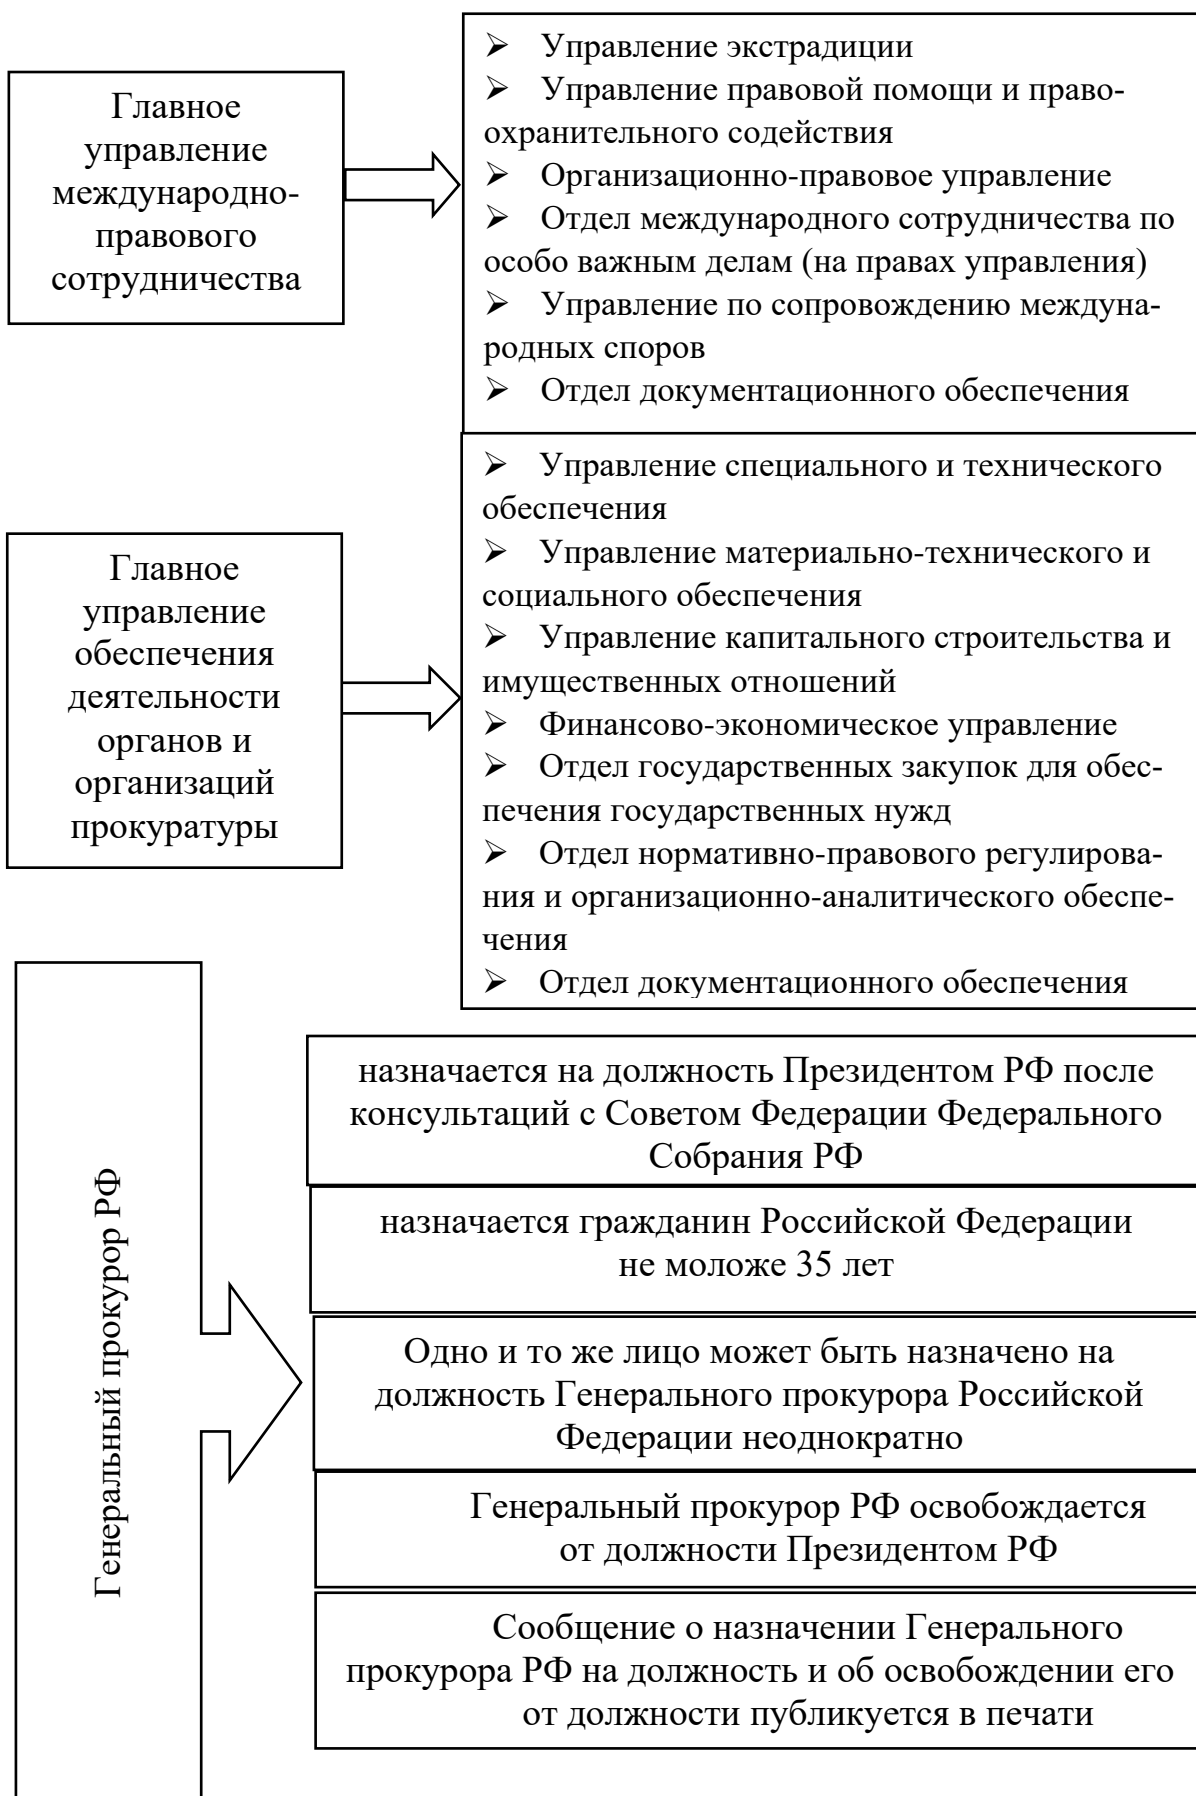 Главное
управление
международно-
правового
сотрудничества
➢ Управление экстрадиции
➢ Управление правовой помощи и право-
охранительного содействия
➢ Организационно-правовое управление
➢ Отдел международного сотрудничества по
особо важным делам (на правах управления)
➢ Управление по сопровождению междуна-
родных споров
➢ Отдел документационного обеспечения
Главное
управление
обеспечения
деятельности
органов и
организаций
прокуратуры
➢ Управление специального и технического
обеспечения
➢ Управление материально-технического и
социального обеспечения
➢ Управление капитального строительства и
имущественных отношений
➢ Финансово-экономическое управление
➢ Отдел государственных закупок для обес-
печения государственных нужд
➢ Отдел нормативно-правового регулирова-
ния и организационно-аналитического обеспе-
чения
➢ Отдел документационного обеспечения
Генеральный прокурор РФ
назначается на должность Президентом РФ после
консультаций с Советом Федерации Федерального
Собрания РФ
назначается гражданин Российской Федерации
не моложе 35 лет
Одно и то же лицо может быть назначено на
должность Генерального прокурора Российской
Федерации неоднократно
Генеральный прокурор РФ освобождается
от должности Президентом РФ
Сообщение о назначении Генерального
прокурора РФ на должность и об освобождении его
от должности публикуется в печати